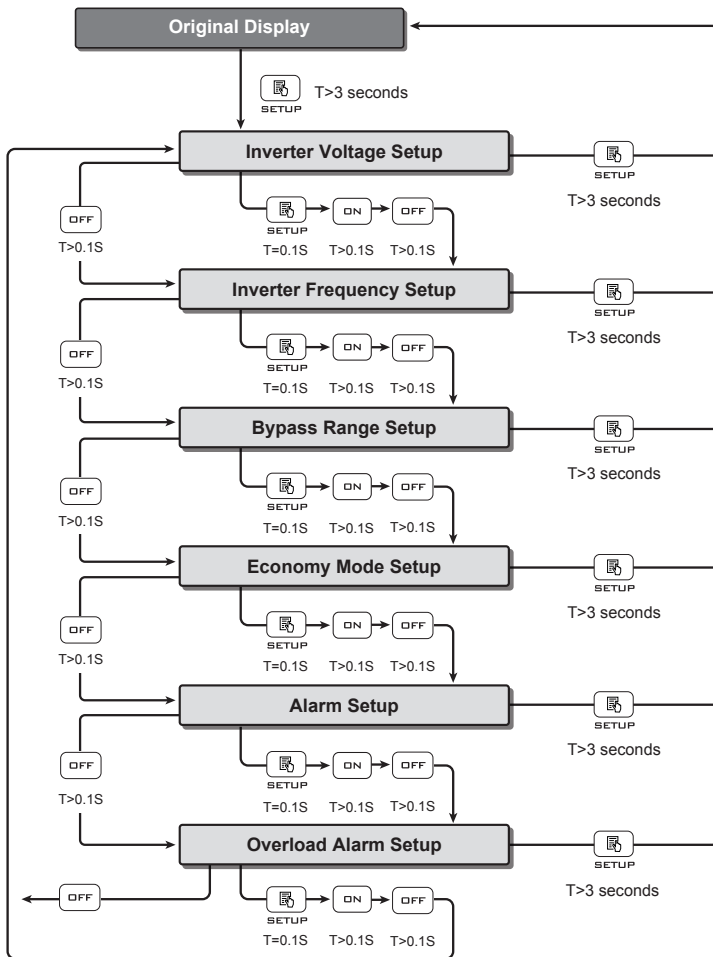 Original Display
SETUP
T>3 seconds
Inverter Voltage Setup
SETUP
T>3 seconds
OFF
T>0.1S
SETUP
ON
OFF
T=0.1S T>0.1S T>0.1S
Inverter Frequency Setup
SETUP
T>3 seconds
OFF
T>0.1S
SETUP
ON
OFF
T=0.1S T>0.1S T>0.1S
Bypass Range Setup
SETUP
T>3 seconds
OFF
T>0.1S
SETUP
ON
OFF
T=0.1S T>0.1S T>0.1S
Economy Mode Setup
SETUP
T>3 seconds
OFF
T>0.1S
SETUP
ON
OFF
T=0.1S T>0.1S T>0.1S
Alarm Setup
SETUP
T>3 seconds
OFF
T>0.1S
SETUP
ON
OFF
T=0.1S T>0.1S T>0.1S
Overload Alarm Setup
SETUP
T>3 seconds
OFF
SETUP
ON
OFF
T=0.1S T>0.1S T>0.1S